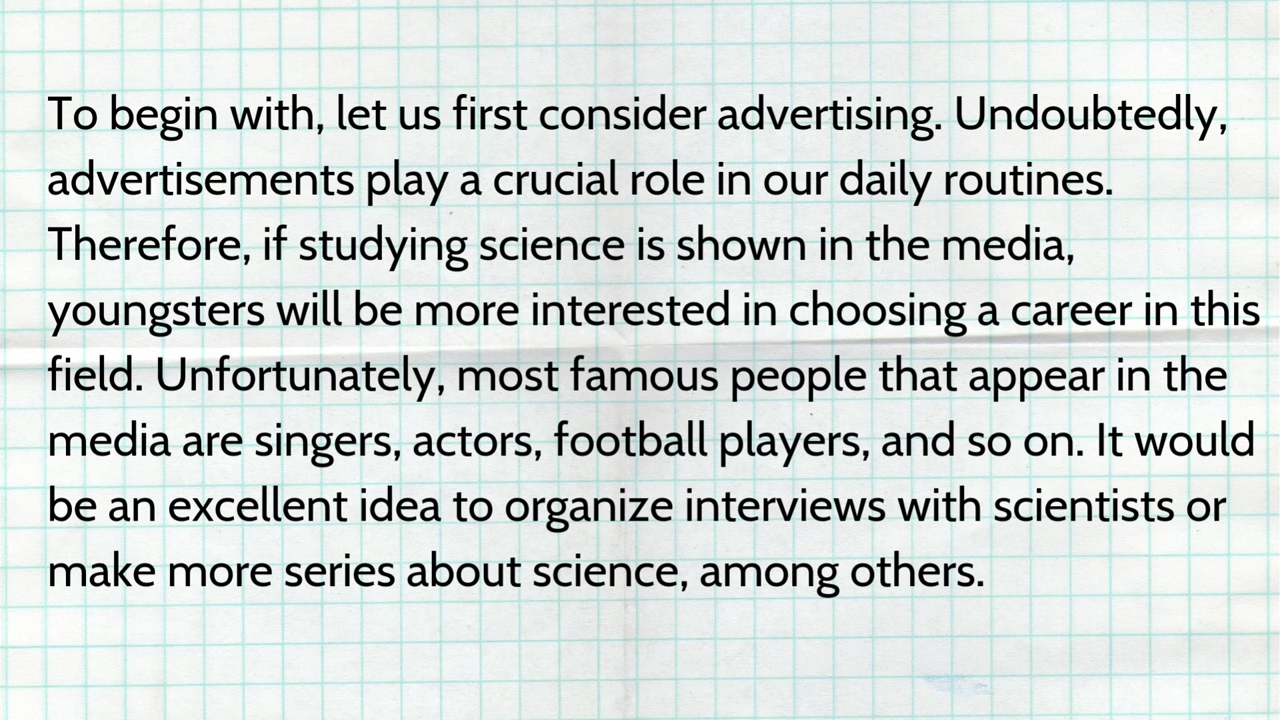 To begin with, let us first consider advertising. Undoubtedly,
advertisements play a crucial role in our daily routines.
Therefore, if studying science is shown in the media,
youngsters will be more interested in choosing a career in this
field. Unfortunately, most famous people that appear in the
media are singers, actors, football players, and so on. It would
be an excellent idea to organize interviews with scientists or
make more series about science, among others.